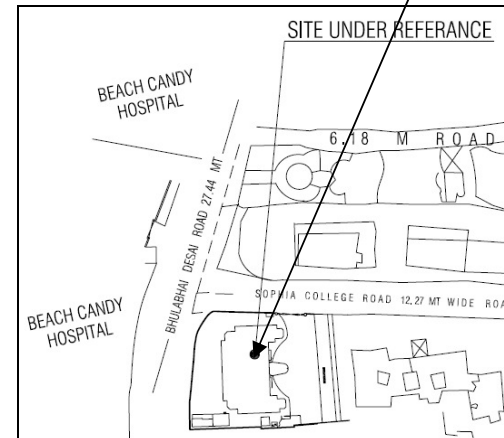 SITE UNDER REFERANCE
BEACH CANDY
HOSPITAL
6.18 M ROAD
BHULABHAI DESAI ROAD 27.44 MT
SOPHIA COLLEGE ROAD 12,27 MT WIDE ROA
BEACH CANDY
HOSPITAL